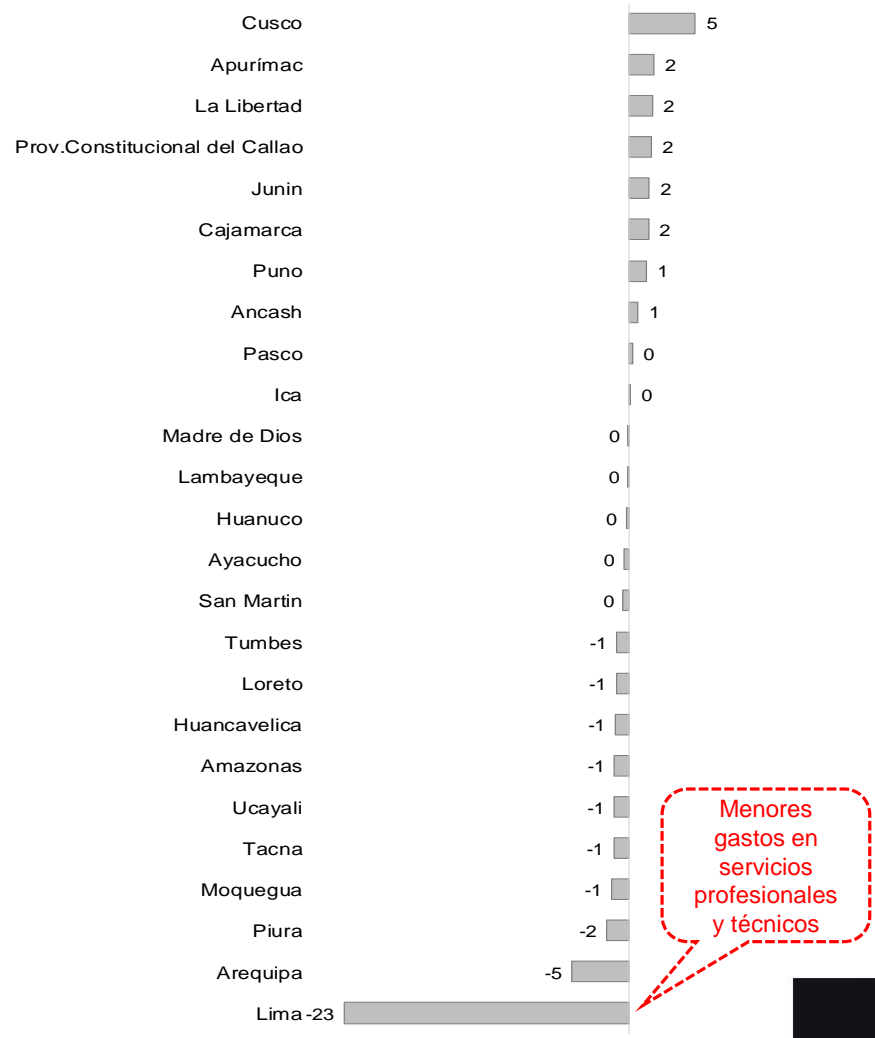 Cusco 5
Apurímac 2
La Libertad 2
Prov.Constitucional del Callao 2
Junin 2
Cajamarca 2
Puno 1
Ancash 1
Pasco 0
Ica 0
Madre de Dios 0
Lambayeque 0
Huanuco 0
Ayacucho 0
San Martin 0
Tumbes -1
Loreto -1
Huancavelica -1
Amazonas -1
Ucayali -1
Tacna -1
Moquegua -1
Piura -2
Arequipa -5
Lima -23
Menores
gastos en
servicios
profesionales
y técnicos